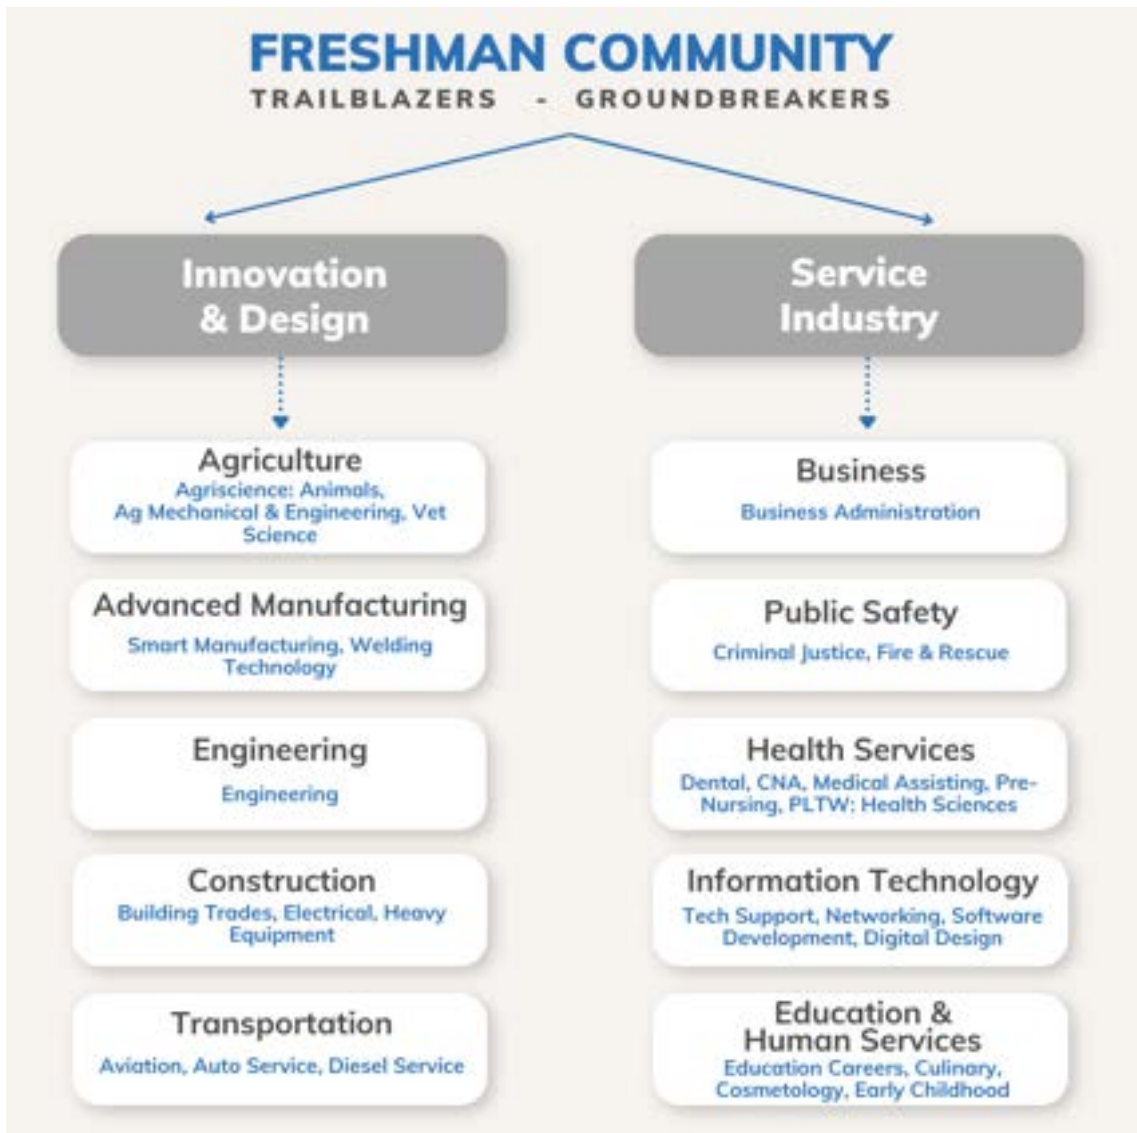 FRESHMAN COMMUNITY
TRAILBLAZERS - GROUNDBREAKERS
Innovation
& Design
Agriculture
Agriscience: Animals,
Ag Mechanical & Engineering, Vet
Science
Advanced Manufacturing
Smart Manufacturing, Welding
Technology
Engineering
Engineering
Construction
Building Trades, Electrical, Heavy
Equipment
Transportation
Aviation, Auto Service, Diesel Service
Service
Industry
Business
Business Administration
Public Safety
Criminal Justice, Fire & Rescue
Health Services
Dental, CNA, Medical Assisting, Pre-
Nursing, PLTW: Health Sciences
Information Technology
Tech Support, Networking, Software
Development, Digital Design
Education &
Human Services
Education Careers, Culinary,
Cosmetology, Early Childhood